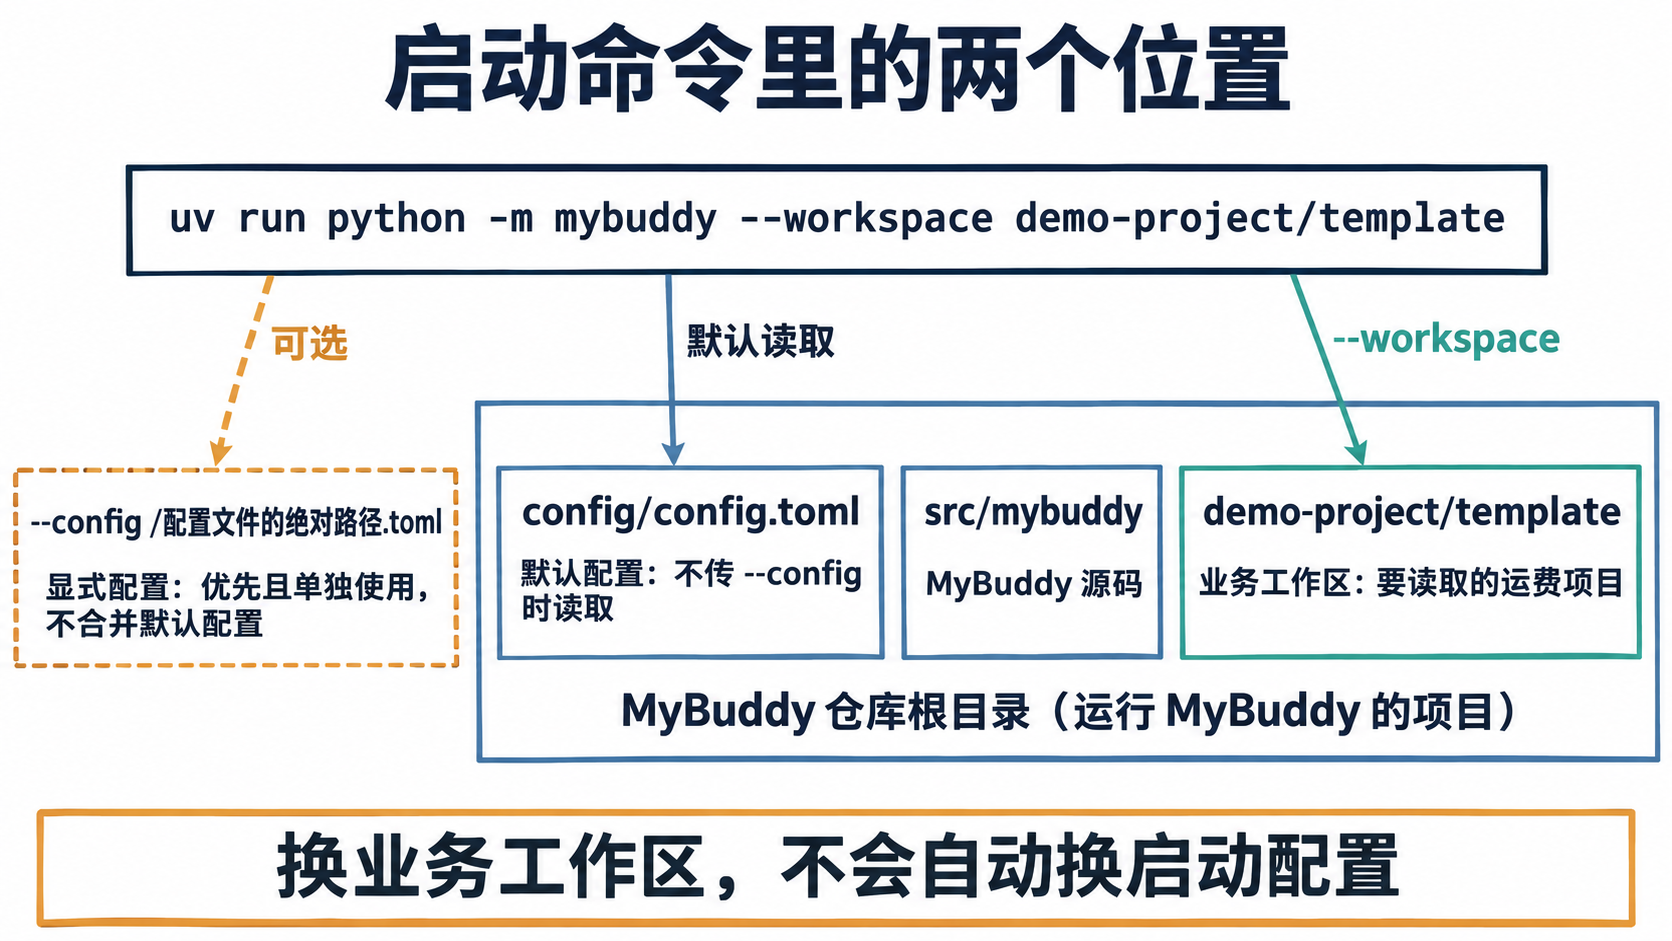 启动命令里的两个位置
uv run python -m mybuddy --workspace demo-project/template
可选
默认读取
--workspace
--config /配置文件的绝对路径.toml
显式配置：优先且单独使用，
不合并默认配置
config/config.toml
默认配置：不传 --config
时读取
src/mybuddy
MyBuddy 源码
demo-project/template
业务工作区：要读取的运费项目
MyBuddy 仓库根目录（运行 MyBuddy 的项目）
换业务工作区，不会自动换启动配置